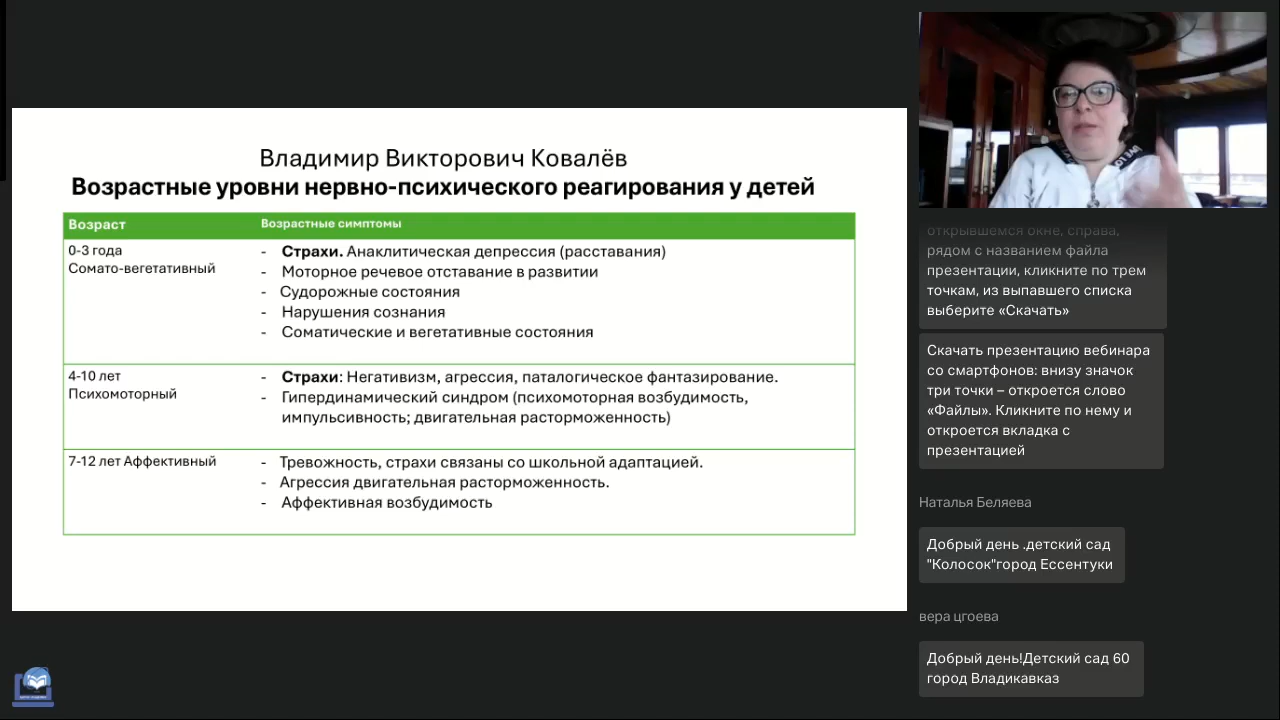 Владимир Викторович Ковалёв
Возрастные уровни нервно-психического реагирования у детей
Возраст
Возрастные симптомы
0-3 года
Сомато-вегетативный
- Страхи. Анаклитическая депрессия (расставания)
- Моторное речевое отставание в развитии
- Судорожные состояния
- Нарушения сознания
- Соматические и вегетативные состояния
4-10 лет
Психомоторный
- Страхи: Негативизм, агрессия, паталогическое фантазирование.
- Гипердинамический синдром (психомоторная возбудимость,
импульсивность; двигательная расторможенность)
7-12 лет Аффективный
- Тревожность, страхи связаны со школьной адаптацией.
- Агрессия двигательная расторможенность.
- Аффективная возбудимость
открывшемся окне, справа,
рядом с названием файла
презентации, кликните по трем
точкам, из выпавшего списка
выберите «Скачать»
Скачать презентацию вебинара
со смартфонов: внизу значок
три точки – откроется слово
«Файлы». Кликните по нему и
откроется вкладка с
презентацией
Наталья Беляева
Добрый день .детский сад
"Колосок"город Ессентуки
вера цгоева
Добрый день!Детский сад 60
город Владикавказ